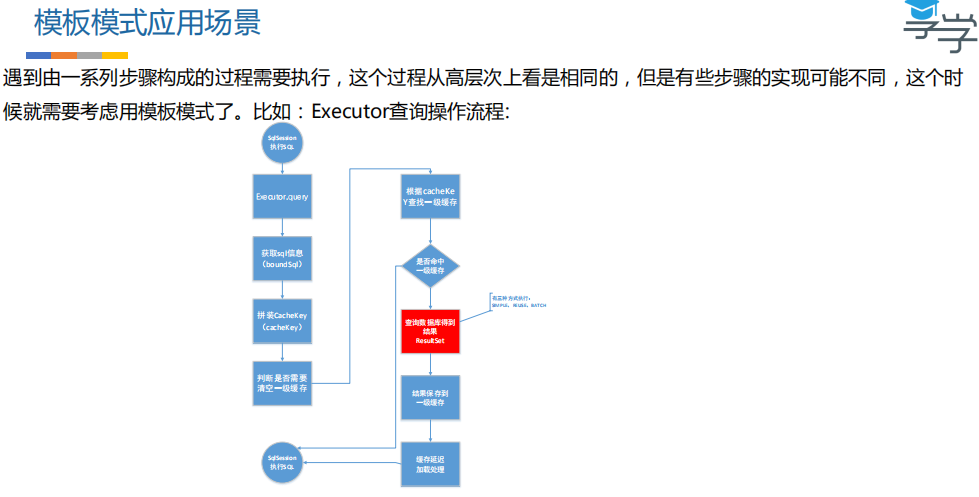 模板模式应用场景
享学
遇到由一系列步骤构成的过程需要执行，这个过程从高层次上看是相同的，但是有些步骤的实现可能不同，这个时
候就需要考虑用模板模式了。比如：Executor查询操作流程:
SqlSession
执行SQL
Executor.query
获取sql信息
（boundSql）
拼装CacheKey
（cacheKey）
判断是否需要
清空一级缓存
根据cacheKe
Y查找一级缓存
是否命中
一级缓存
查询数据库得到
结果
ResultSet
有三种方式执行：
SIMPLE、REUSE、BATCH
结果保存到
一级缓存
缓存延迟
加载处理
SqlSession
执行SQL